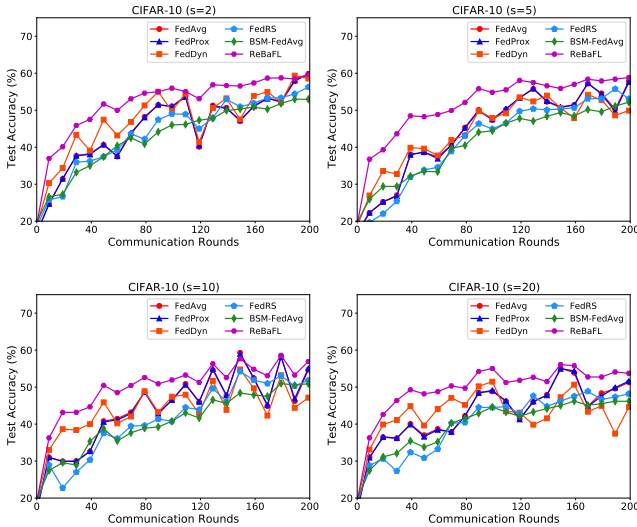 CIFAR-10 (s=2)
70
60
50
40
30
20
Test Accuracy (%)
FedAvg FedRS
FedProx BSM-FedAvg
FedDyn ReBaFL
0 40 80 120 160 200
Communication Rounds
CIFAR-10 (s=5)
70
60
50
40
30
20
Test Accuracy (%)
FedAvg FedRS
FedProx BSM-FedAvg
FedDyn ReBaFL
0 40 80 120 160 200
Communication Rounds
CIFAR-10 (s=10)
70
60
50
40
30
20
Test Accuracy (%)
FedAvg FedRS
FedProx BSM-FedAvg
FedDyn ReBaFL
0 40 80 120 160 200
Communication Rounds
CIFAR-10 (s=20)
70
60
50
40
30
20
Test Accuracy (%)
FedAvg FedRS
FedProx BSM-FedAvg
FedDyn ReBaFL
0 40 80 120 160 200
Communication Rounds